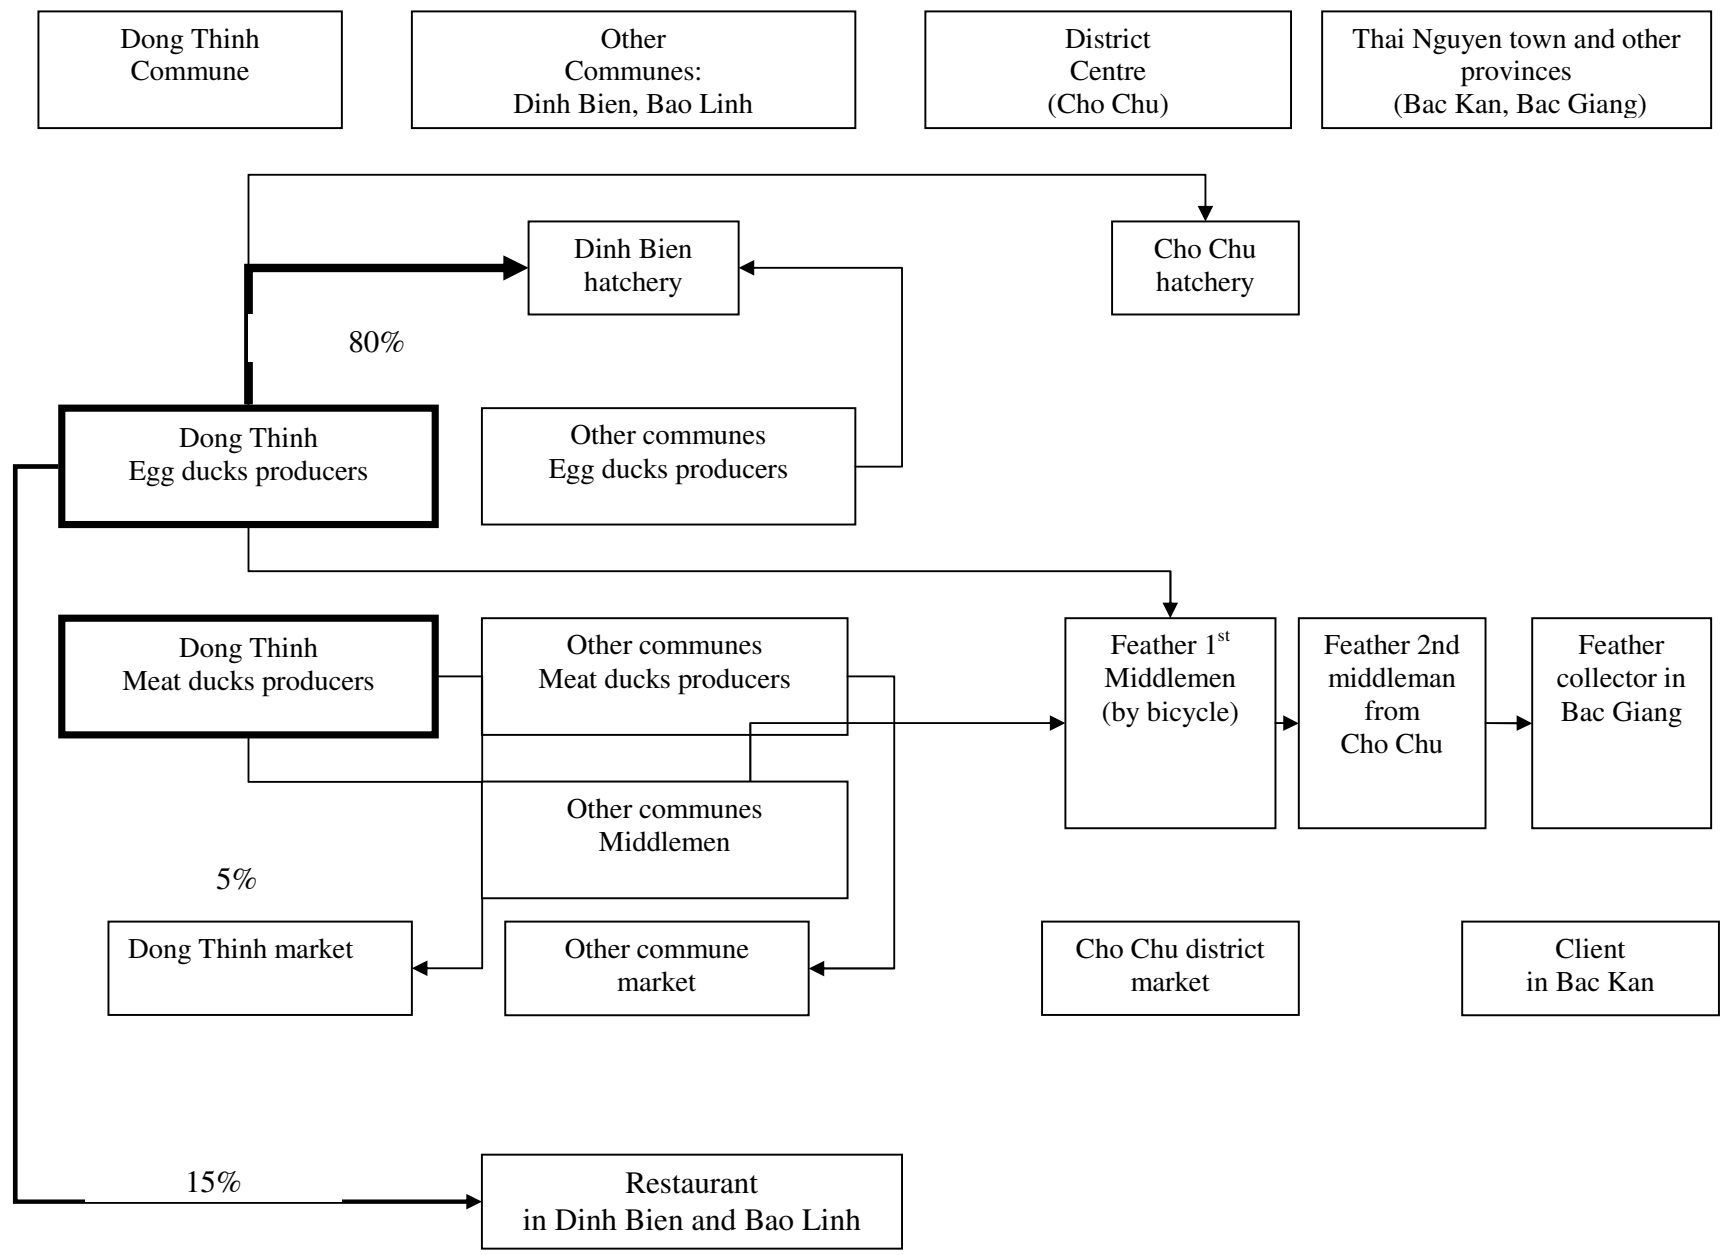 Dong Thinh
Commune
Other
Communes:
Dinh Bien, Bao Linh
District
Centre
(Cho Chu)
Thai Nguyen town and other
provinces
(Bac Kan, Bac Giang)
Dinh Bien
hatchery
Cho Chu
hatchery
80%
Dong Thinh
Egg ducks producers
Other communes
Egg ducks producers
Dong Thinh
Meat ducks producers
Other communes
Meat ducks producers
Feather 1st
Middlemen
(by bicycle)
Feather 2nd
middleman
from
Cho Chu
Feather
collector in
Bac Giang
Other communes
Middlemen
5%
Dong Thinh market
Other commune
market
Cho Chu district
market
Client
in Bac Kan
15%
Restaurant
in Dinh Bien and Bao Linh